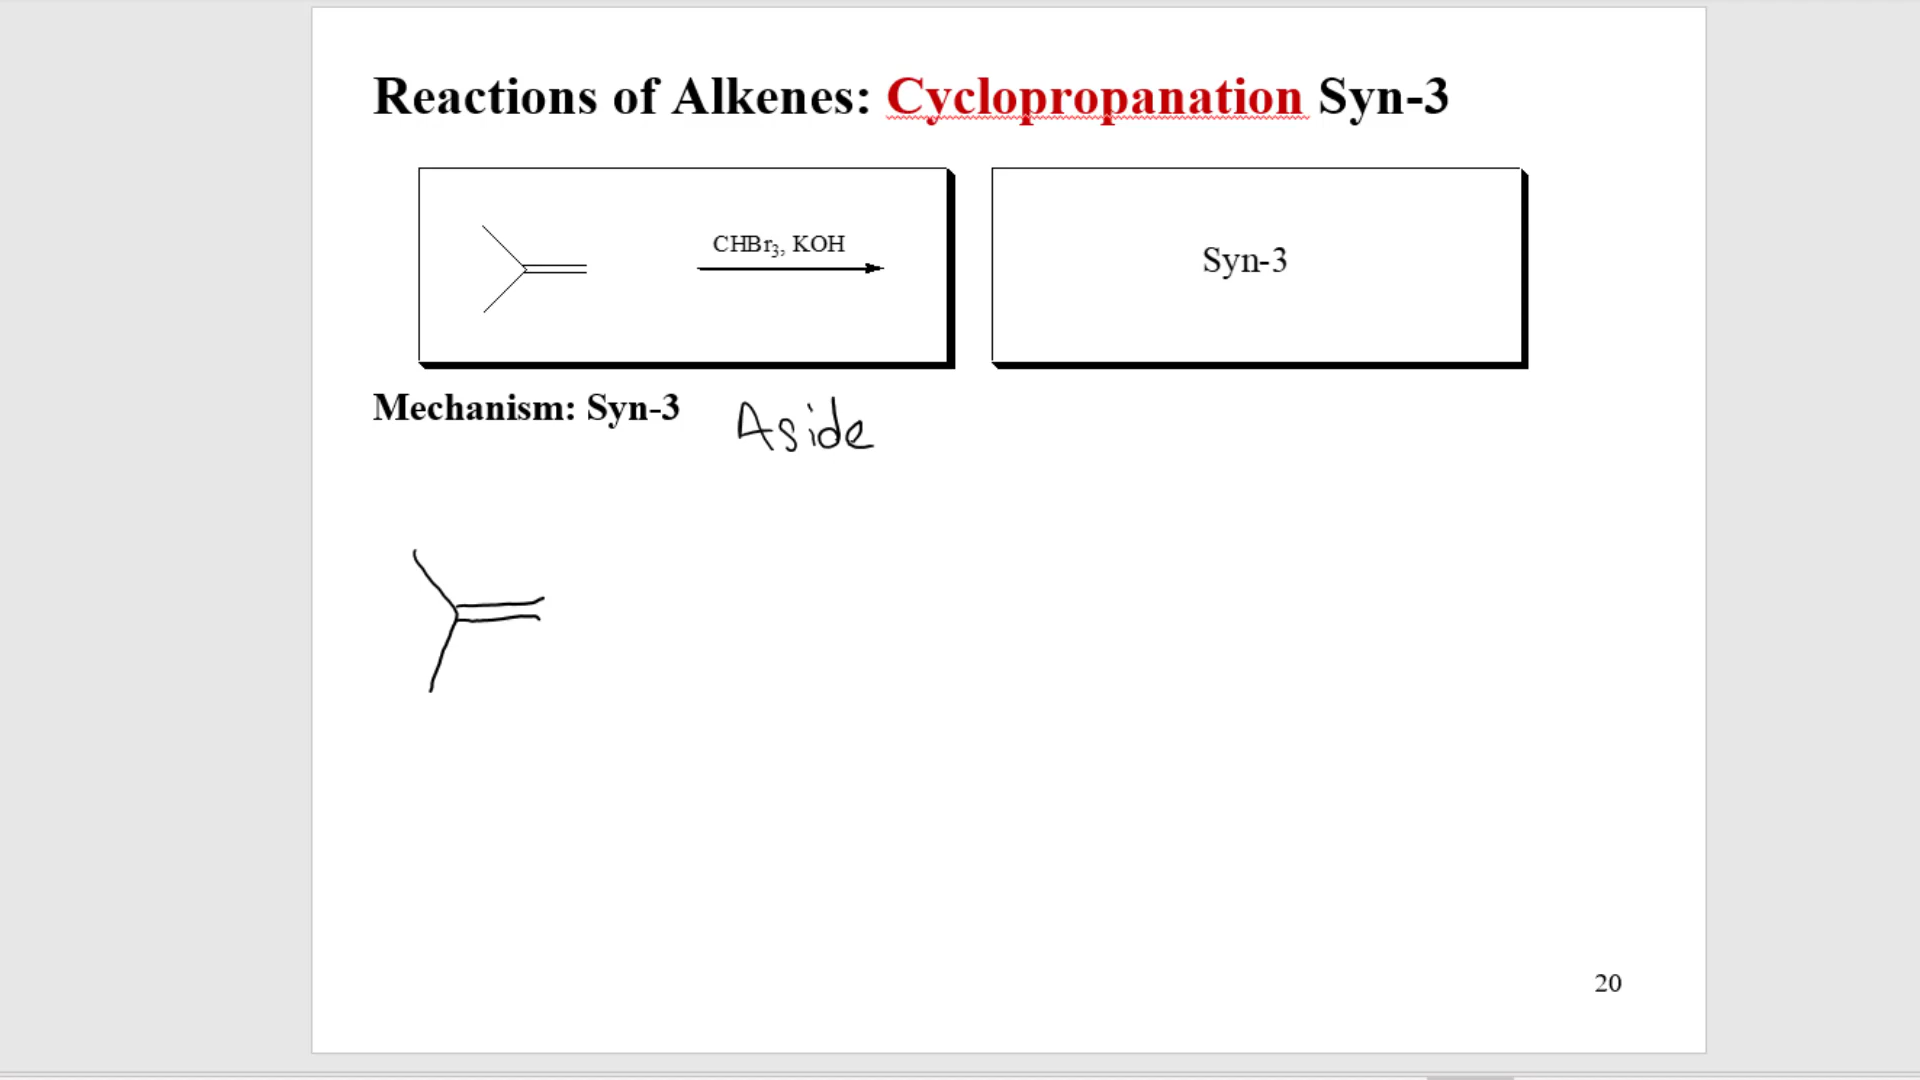 Reactions of Alkenes: Cyclopropanation Syn-3
CHBr₃, KOH
Syn-3
Mechanism: Syn-3 Aside
20